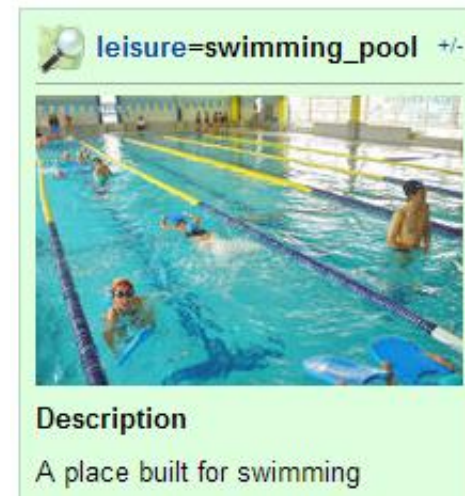 leisure=swimming_pool +/-
Description
A place built for swimming